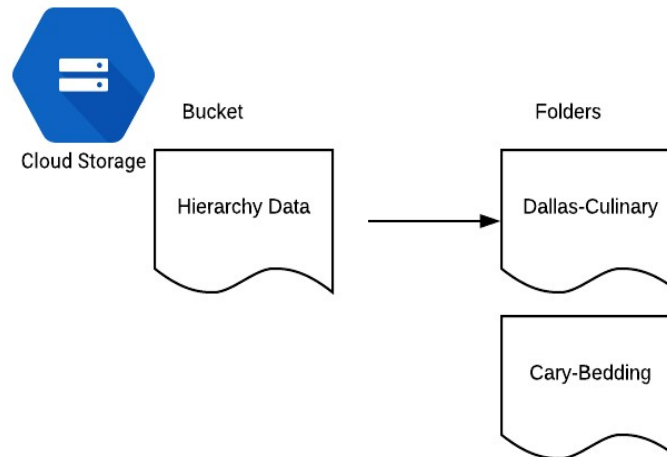 Bucket
Folders
Cloud Storage
Hierarchy Data
Dallas-Culinary
Cary-Bedding